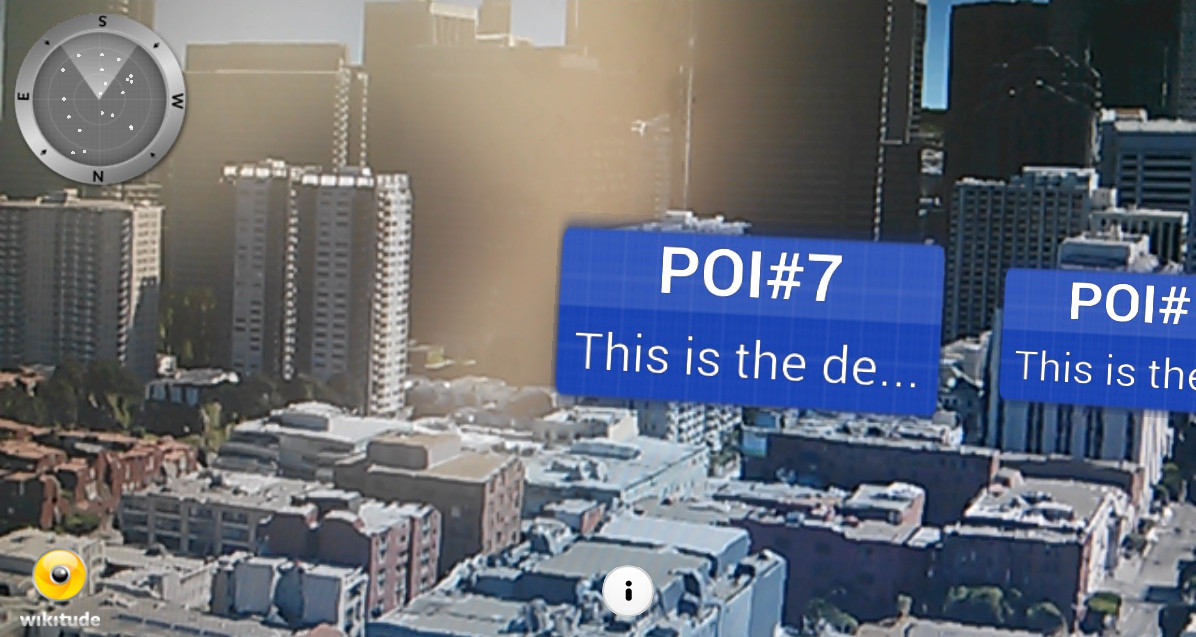 S
E
W
N
POI#7
This is the de...
POI#
This is the
wikitude
i